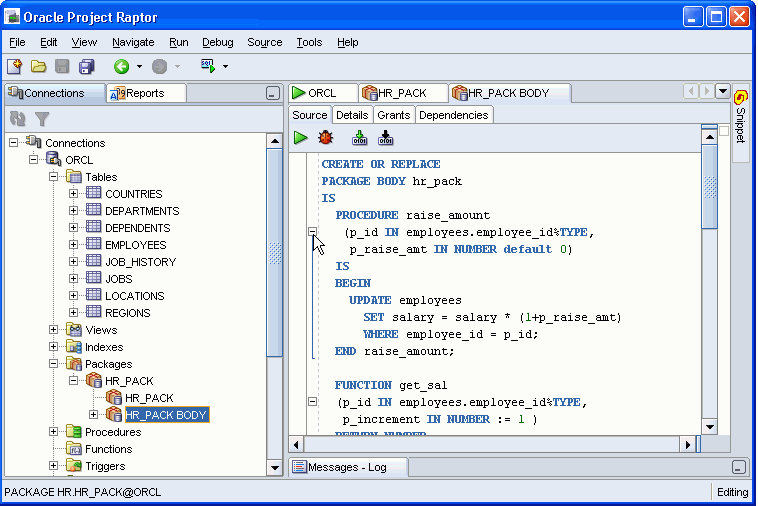 Oracle Project Raptor
File Edit View Navigate Run Debug Source Tools Help
Connections Reports
ORCL HR_PACK HR_PACK BODY
Snippet
Source Details Grants Dependencies
Connections
ORCL
Tables
COUNTRIES
DEPARTMENTS
DEPENDENTS
EMPLOYEES
JOB_HISTORY
JOBS
LOCATIONS
REGIONS
Views
Indexes
Packages
HR_PACK
HR_PACK
HR_PACK BODY
Procedures
Functions
Triggers
CREATE OR REPLACE
PACKAGE BODY hr_pack
IS
PROCEDURE raise_amount
(p_id IN employees.employee_id%TYPE,
p_raise_amt IN NUMBER default 0)
IS
BEGIN
UPDATE employees
SET salary = salary * (1+p_raise_amt)
WHERE employee_id = p_id;
END raise_amount;
FUNCTION get_sal
(p_id IN employees.employee_id%TYPE,
p_increment IN NUMBER := 1 )
RETURN NUMBER
Messages - Log
PACKAGE HR.HR_PACK@ORCL
Editing